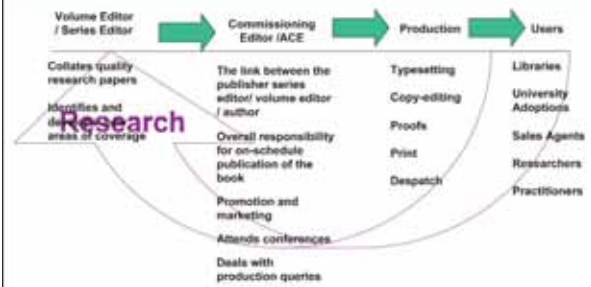 Volume Editor
/ Series Editor
Commissioning
Editor /ACE
Production
Users
Collates quality
research papers
Identifies and
areas of coverage
Research
The link between the
publisher series
editor/ volume editor
/ author
Overall responsibility
for on-schedule
publication of the
book
Promotion and
marketing
Attends conferences
Deals with
production queries
Typesetting
Copy-editing
Proofs
Print
Despatch
Libraries
University
Adoptions
Sales Agents
Researchers
Practitioners